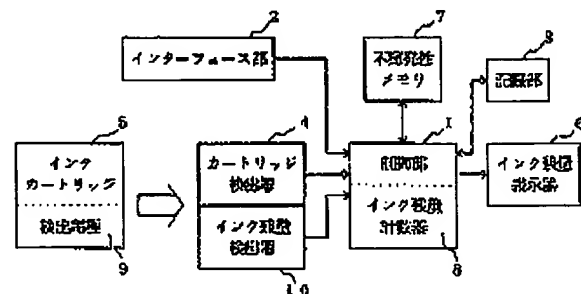 2
インターフェース部
7
不揮発性
メモリ
3
記録部
5
インク
カートリッジ
検出部
9
4
カートリッジ
検出部
インク残量
検出部
10
1
制御部
インク残量
計数器
8
6
インク残量
表示部